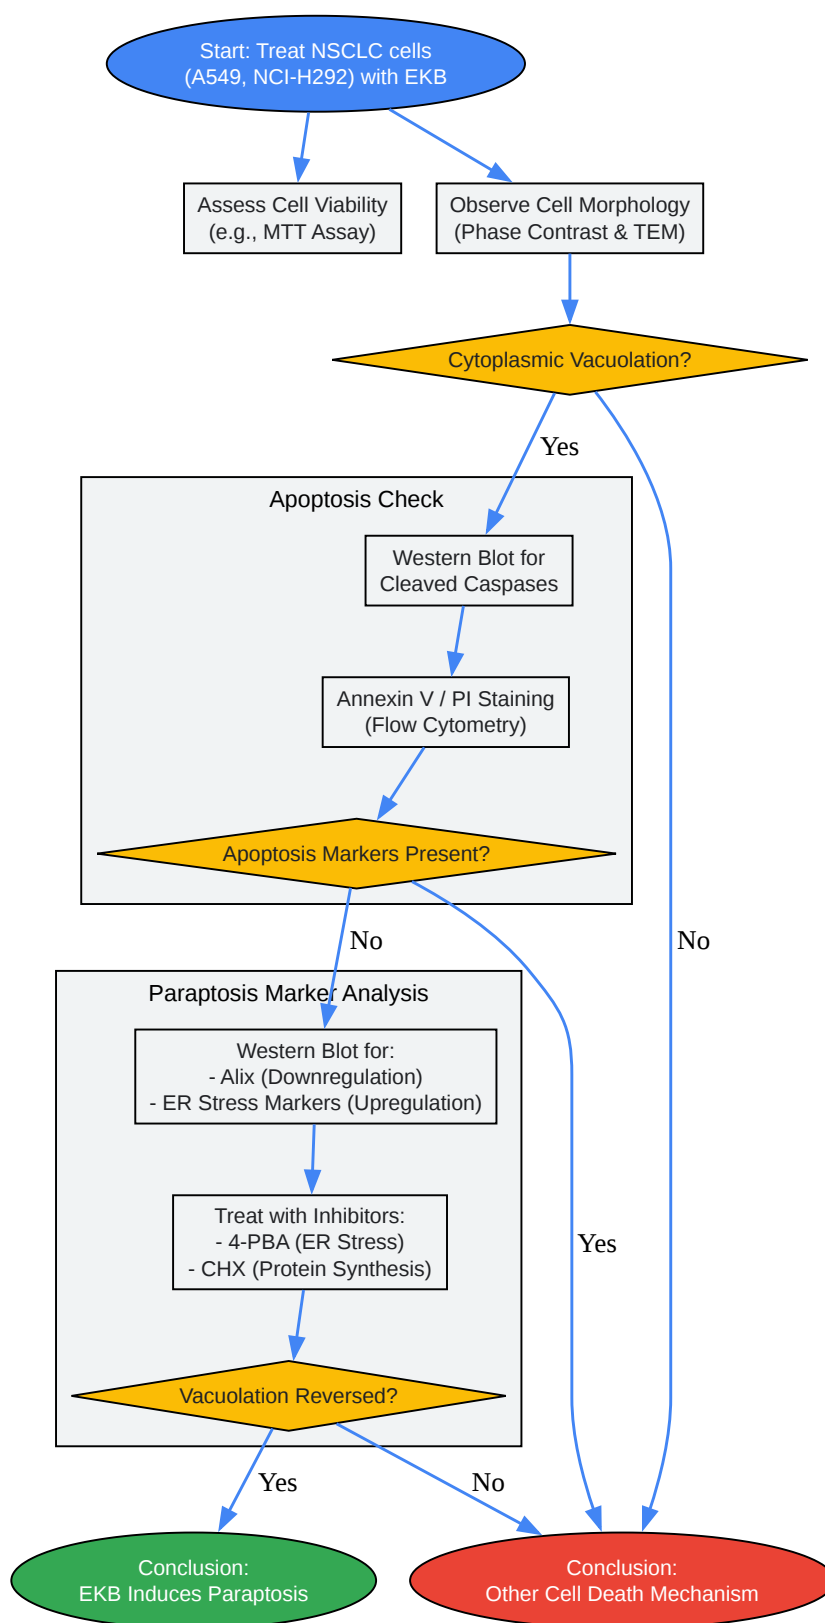 Start: Treat NSCLC cells
(A549, NCI-H292) with EKB
Assess Cell Viability
(e.g., MTT Assay)
Observe Cell Morphology
(Phase Contrast & TEM)
Cytoplasmic Vacuolation?
Yes
Apoptosis Check
Western Blot for
Cleaved Caspases
Annexin V / PI Staining
(Flow Cytometry)
Apoptosis Markers Present?
No
No
Paraptosis Marker Analysis
Western Blot for:
- Alix (Downregulation)
- ER Stress Markers (Upregulation)
Treat with Inhibitors:
- 4-PBA (ER Stress)
- CHX (Protein Synthesis)
Yes
Vacuolation Reversed?
Yes
No
Conclusion:
EKB Induces Paraptosis
Conclusion:
Other Cell Death Mechanism